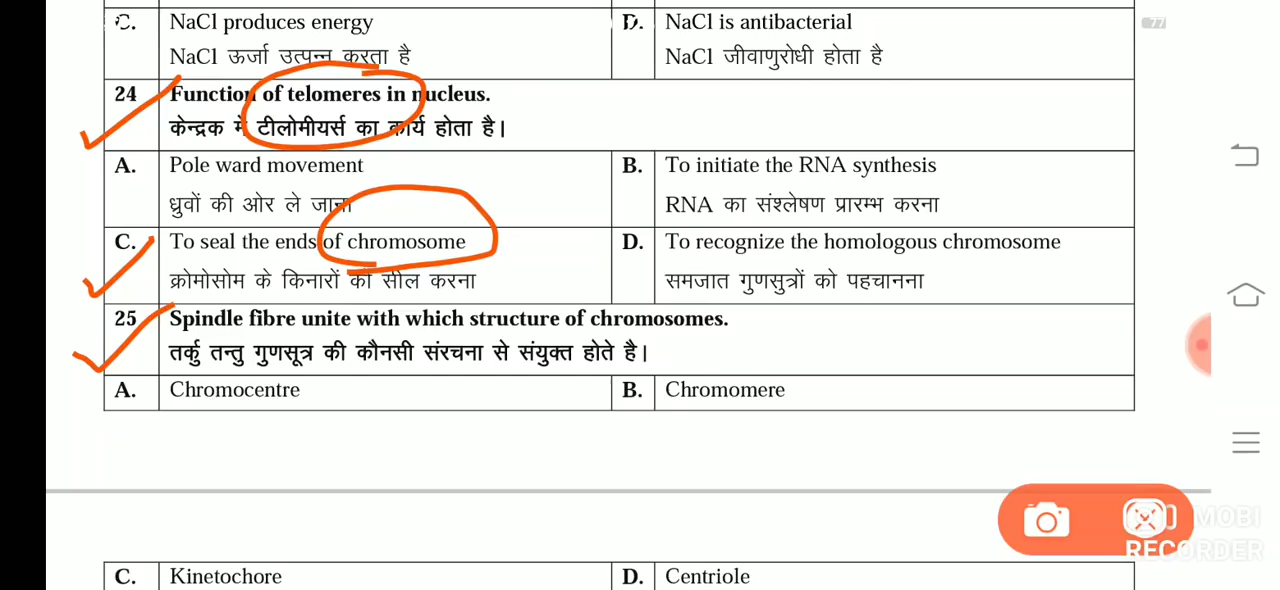 C. NaCl produces energy D. NaCl is antibacterial 77
NaCl ऊर्जा उत्पन्न करता है NaCl जीवाणुरोधी होता है
24 Function of telomeres in nucleus.
केन्द्रक में टीलोमीयर्स का कार्य होता है।
A. Pole ward movement B. To initiate the RNA synthesis
ध्रुवों की ओर ले जाना RNA का संश्लेषण प्रारम्भ करना
C. To seal the ends of chromosome D. To recognize the homologous chromosome
क्रोमोसोम के किनारों को सील करना समजात गुणसुत्रों को पहचानना
25 Spindle fibre unite with which structure of chromosomes.
तर्कु तन्तु गुणसूत्र की कौनसी संरचना से संयुक्त होते है।
A. Chromocentre B. Chromomere
MOBI
RECORDER
C. Kinetochore D. Centriole